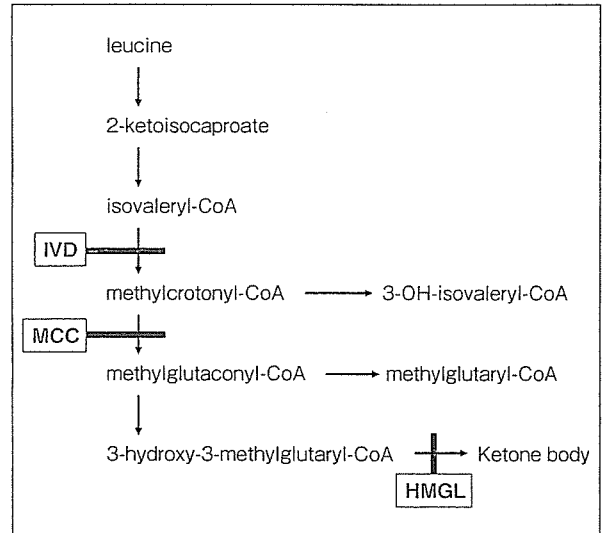 leucine
2-ketoisocaproate
isovaleryl-CoA
IVD
methylcrotonyl-CoA 3-OH-isovaleryl-CoA
MCC
methylglutaconyl-CoA methylglutaryl-CoA
3-hydroxy-3-methylglutaryl-CoA Ketone body
HMGL